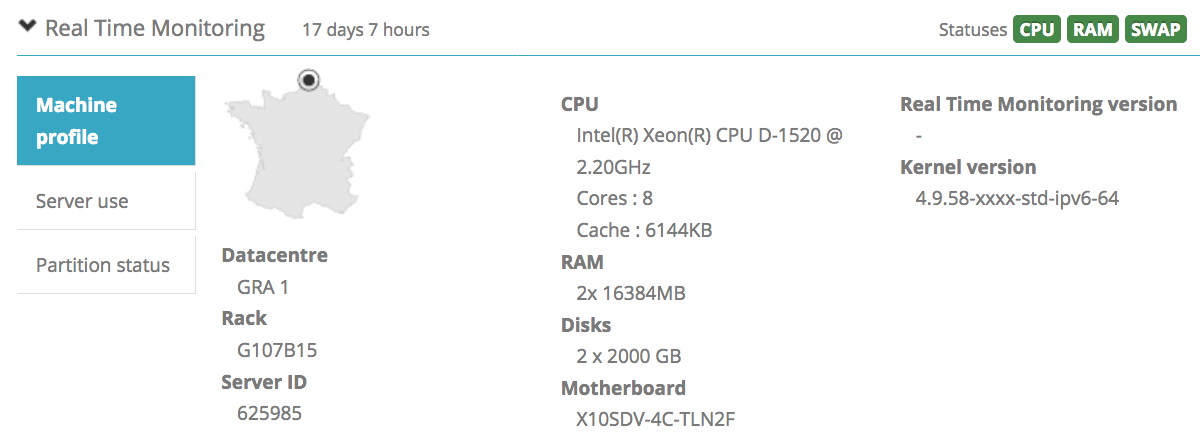 Real Time Monitoring 17 days 7 hours Statuses CPU RAM SWAP
Machine
profile
Server use
Partition status
Datacentre
GRA 1
Rack
G107B15
Server ID
625985
CPU
Intel(R) Xeon(R) CPU D-1520 @
2.20GHz
Cores : 8
Cache : 6144KB
RAM
2x 16384MB
Disks
2 x 2000 GB
Motherboard
X10SDV-4C-TLN2F
Real Time Monitoring version
-
Kernel version
4.9.58-xxxx-std-ipv6-64